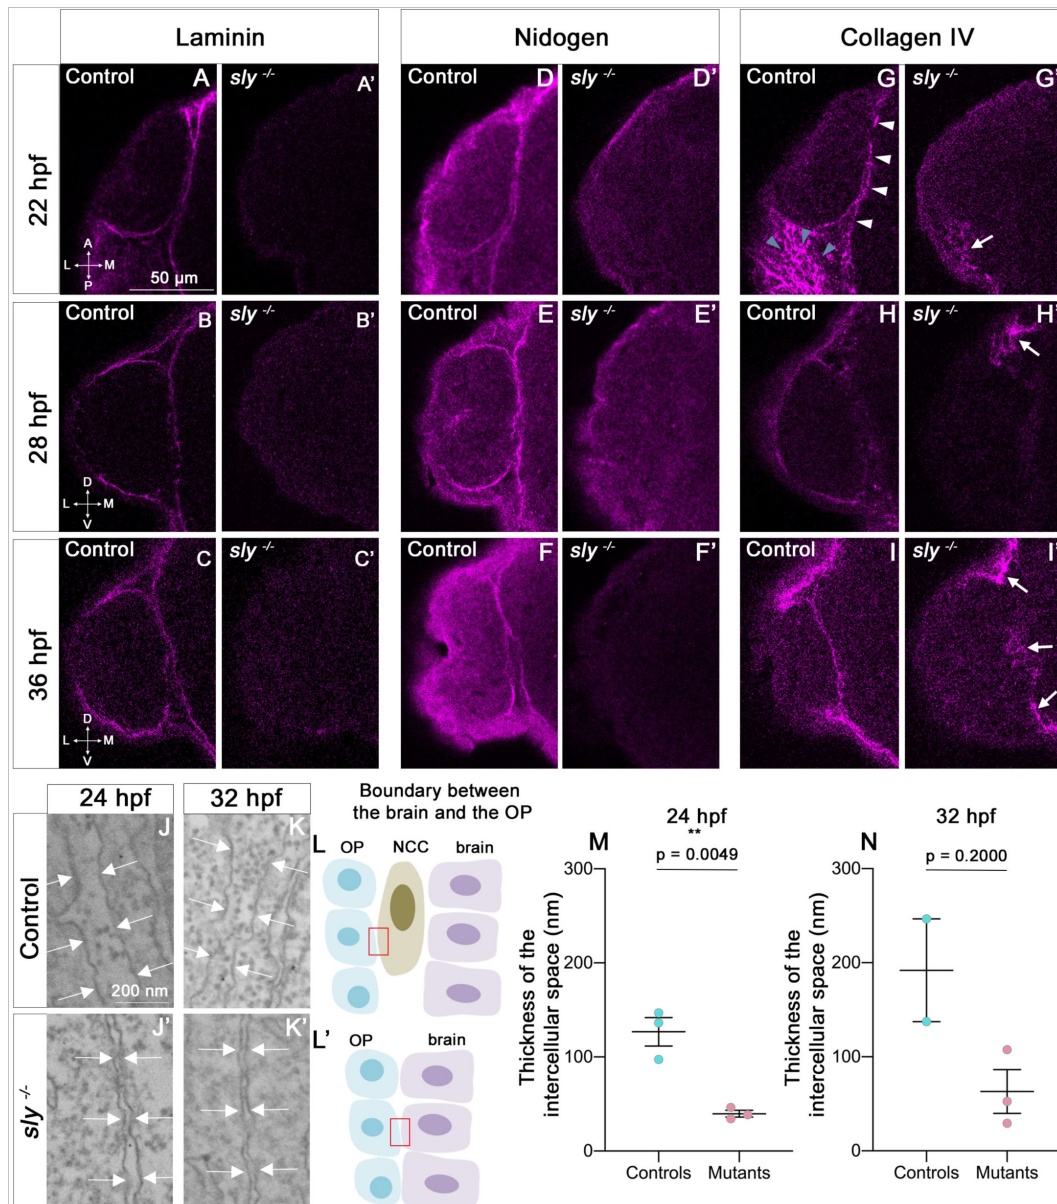 Laminin
Nidogen
Collagen IV
22 hpf
Control A
sly -/- A'
Control D
sly -/- D'
Control G
sly -/- G'
A
L M
P
50 µm
28 hpf
Control B
sly -/- B'
Control E
sly -/- E'
Control H
sly -/- H'
D
L M
V
36 hpf
Control C
sly -/- C'
Control F
sly -/- F'
Control I
sly -/- I'
D
L M
V
24 hpf
32 hpf
Control
J
200 nm
K
sly -/-
J'
K'
Boundary between
the brain and the OP
L OP NCC brain
L' OP brain
M
24 hpf
**
p = 0.0049
Thickness of the
intercellular space (nm)
300
200
100
0
Controls Mutants
N
32 hpf
p = 0.2000
Thickness of the
intercellular space (nm)
300
200
100
0
Controls Mutants